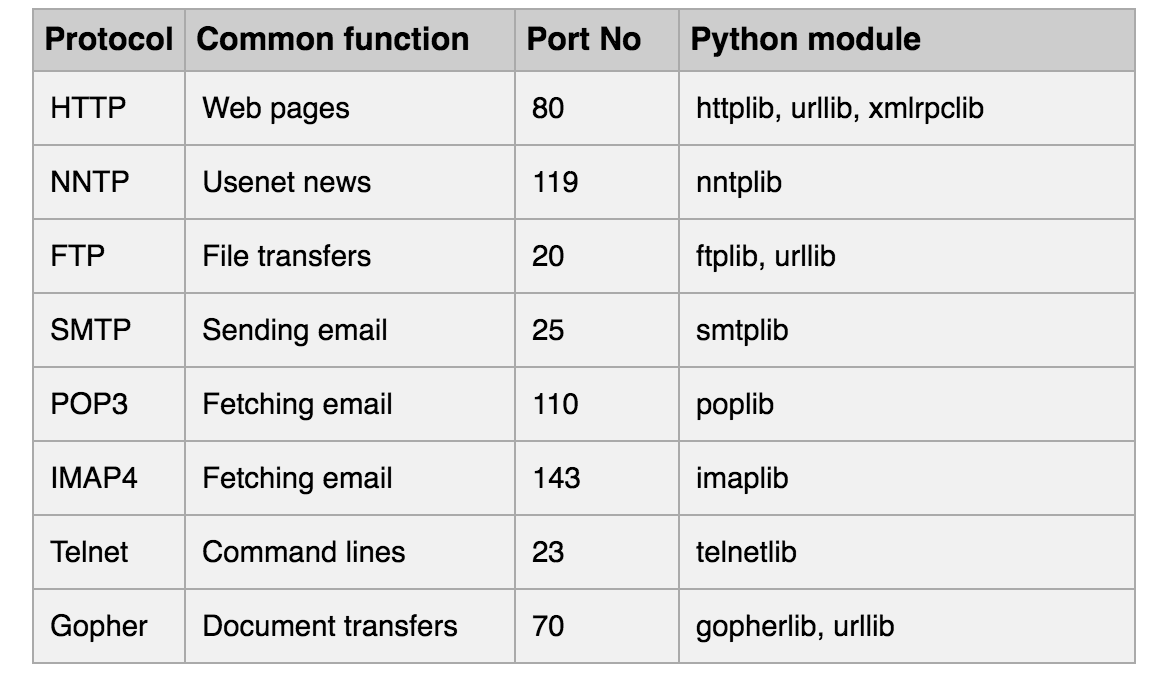 Protocol Common function Port No Python module
HTTP Web pages 80 httplib, urllib, xmlrpclib
NNTP Usenet news 119 nntplib
FTP File transfers 20 ftplib, urllib
SMTP Sending email 25 smtplib
POP3 Fetching email 110 poplib
IMAP4 Fetching email 143 imaplib
Telnet Command lines 23 telnetlib
Gopher Document transfers 70 gopherlib, urllib